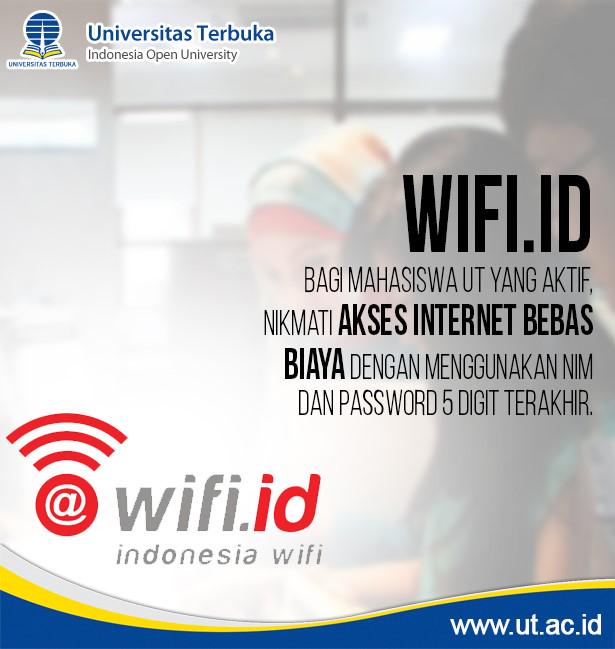 Universitas Terbuka
Indonesia Open University
UNIVERSITAS TERBUKA
WIFI.ID
BAGI MAHASISWA UT YANG AKTIF,
NIKMATI AKSES INTERNET BEBAS
BIAYA DENGAN MENGGUNAKAN NIM
DAN PASSWORD 5 DIGIT TERAKHIR.
@ wifi.id
indonesia wifi
www.ut.ac.id